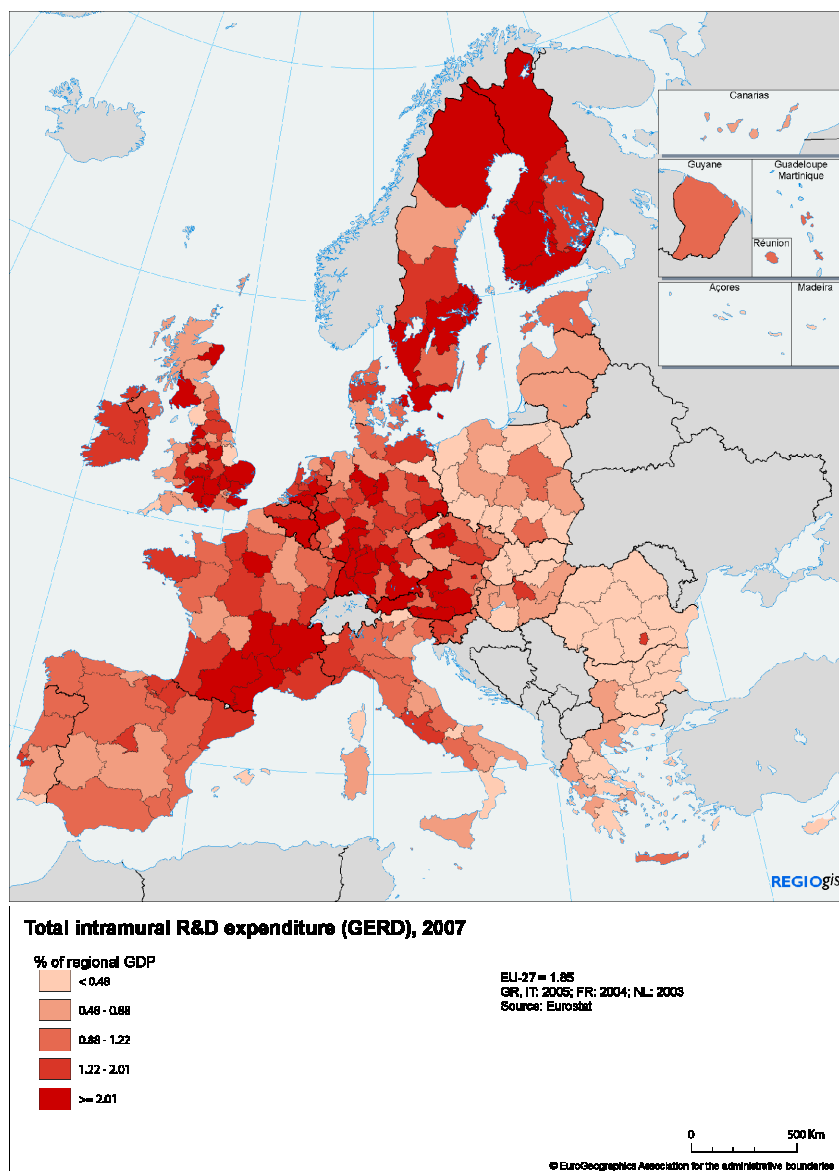 Canarias
Guyane
Guadeloupe
Martinique
Réunion
Açores
Madeira
REGIOgis
Total intramural R&D expenditure (GERD), 2007
% of regional GDP
< 0.48
0.48 - 0.88
0.88 - 1.22
1.22 - 2.01
>= 2.01
EU-27 = 1.85
GR, IT: 2005; FR: 2004; NL: 2003
Source: Eurostat
0 500 Km
© EuroGeographics Association for the administrative boundaries